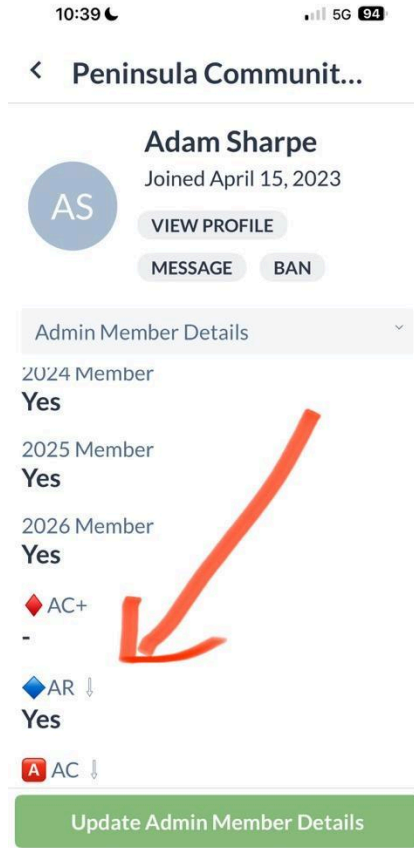 10:39
5G 94
Peninsula Communit...
Adam Sharpe
AS
Joined April 15, 2023
VIEW PROFILE
MESSAGE BAN
Admin Member Details
2024 Member
Yes
2025 Member
Yes
2026 Member
Yes
AC+
-
AR
Yes
A AC
Update Admin Member Details